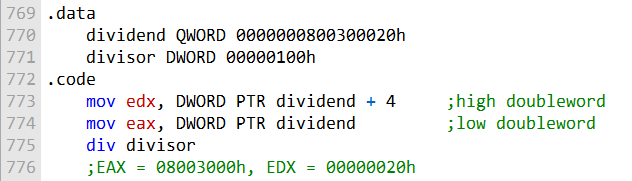 769 .data
770     dividend QWORD 0000000800300020h
771     divisor DWORD 00000100h
772 .code
773     mov edx, DWORD PTR dividend + 4     ;high doubleword
774     mov eax, DWORD PTR dividend         ;low doubleword
775     div divisor
776     ;EAX = 08003000h, EDX = 00000020h